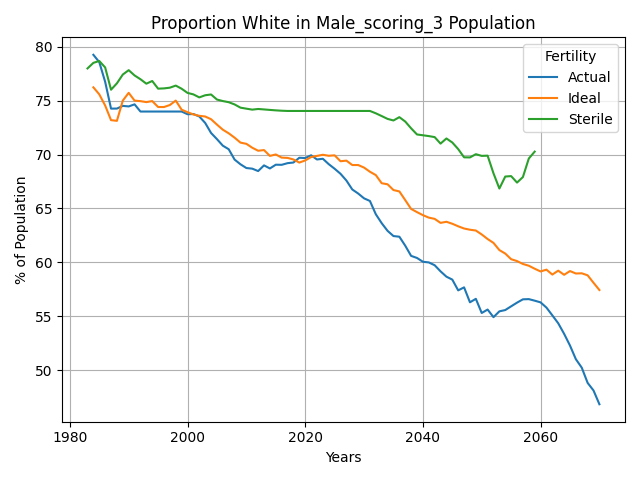 Proportion White in Male_scoring_3 Population
Fertility
Actual
Ideal
Sterile
% of Population
80
75
70
65
60
55
50
1980
2000
2020
2040
2060
Years